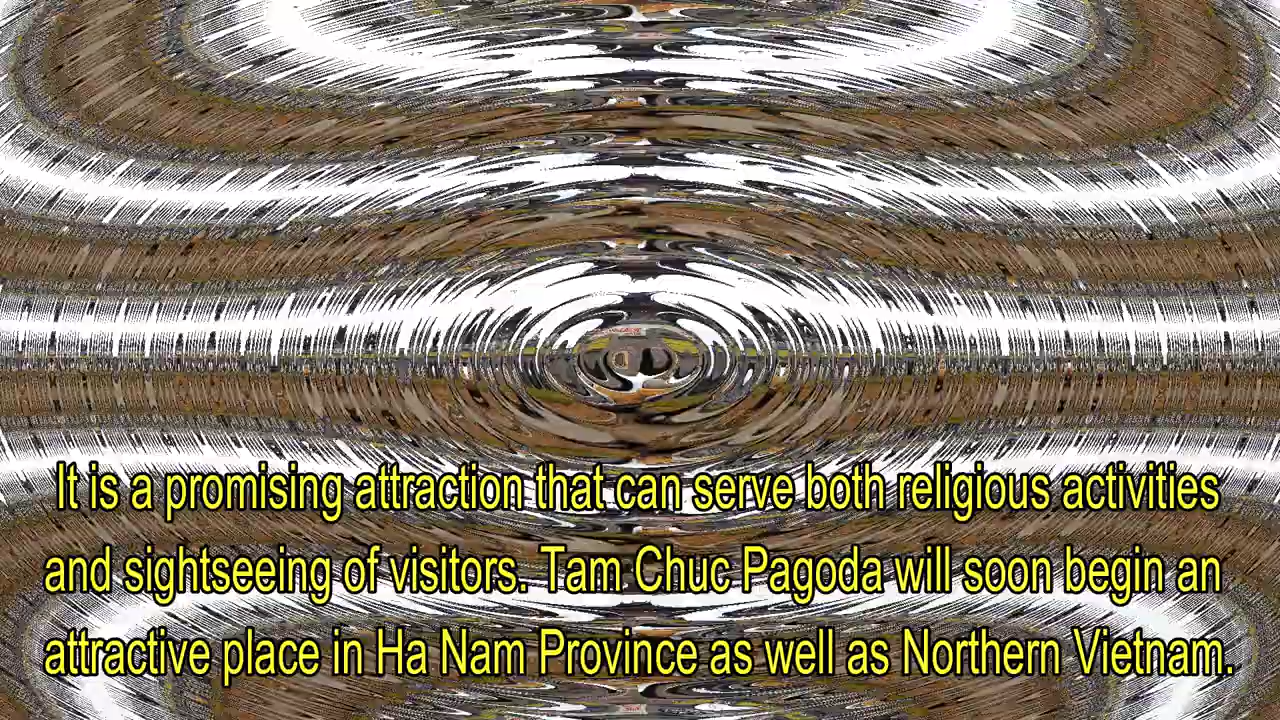 It is a promising attraction that can serve both religious activities
and sightseeing of visitors. Tam Chuc Pagoda will soon begin an
attractive place in Ha Nam Province as well as Northern Vietnam.